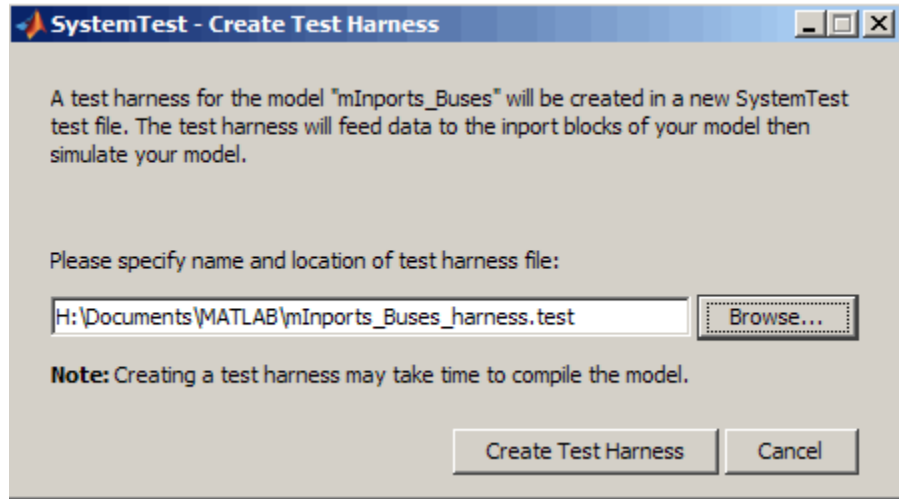 SystemTest - Create Test Harness
A test harness for the model "mInports_Buses" will be created in a new SystemTest
test file. The test harness will feed data to the inport blocks of your model then
simulate your model.
Please specify name and location of test harness file:
H:\Documents\MATLAB\mInports_Buses_harness.test
Browse...
Note: Creating a test harness may take time to compile the model.
Create Test Harness
Cancel